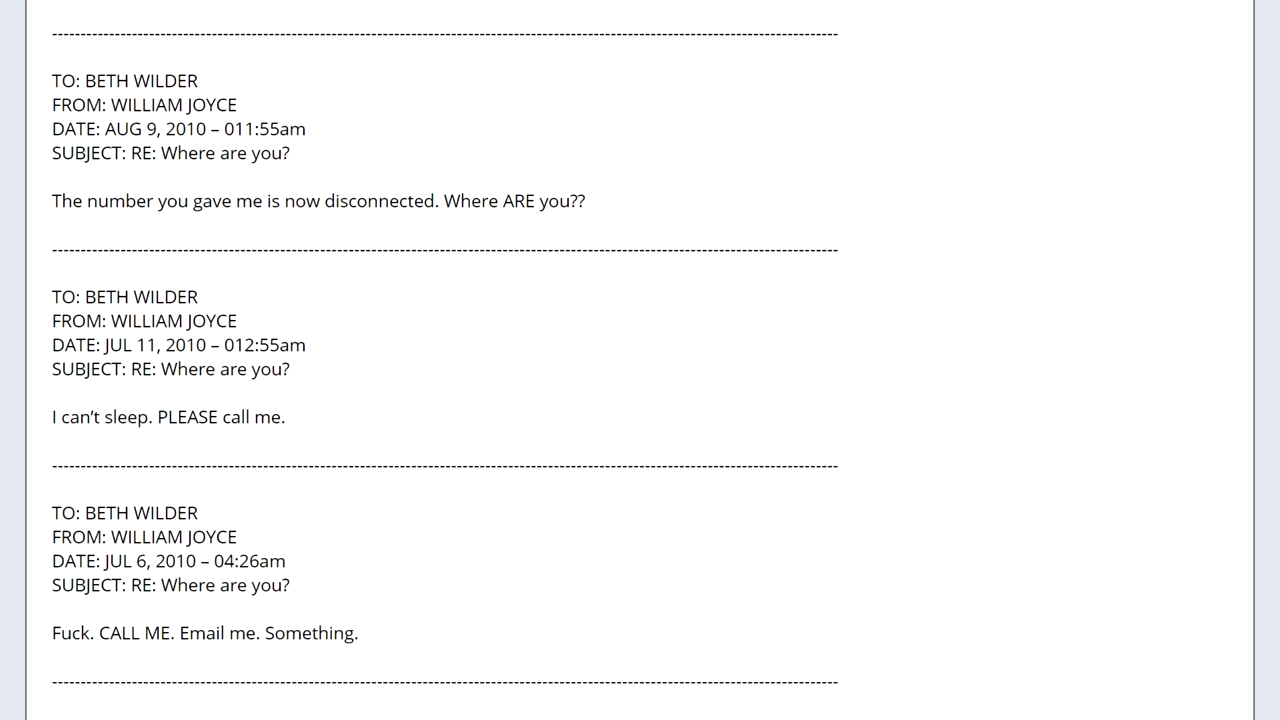 --------------------------------------------------------------------------------------------------------------------------------------------
TO: BETH WILDER
FROM: WILLIAM JOYCE
DATE: AUG 9, 2010 – 011:55am
SUBJECT: RE: Where are you?
The number you gave me is now disconnected. Where ARE you??
--------------------------------------------------------------------------------------------------------------------------------------------
TO: BETH WILDER
FROM: WILLIAM JOYCE
DATE: JUL 11, 2010 – 012:55am
SUBJECT: RE: Where are you?
I can’t sleep. PLEASE call me.
--------------------------------------------------------------------------------------------------------------------------------------------
TO: BETH WILDER
FROM: WILLIAM JOYCE
DATE: JUL 6, 2010 – 04:26am
SUBJECT: RE: Where are you?
Fuck. CALL ME. Email me. Something.
--------------------------------------------------------------------------------------------------------------------------------------------